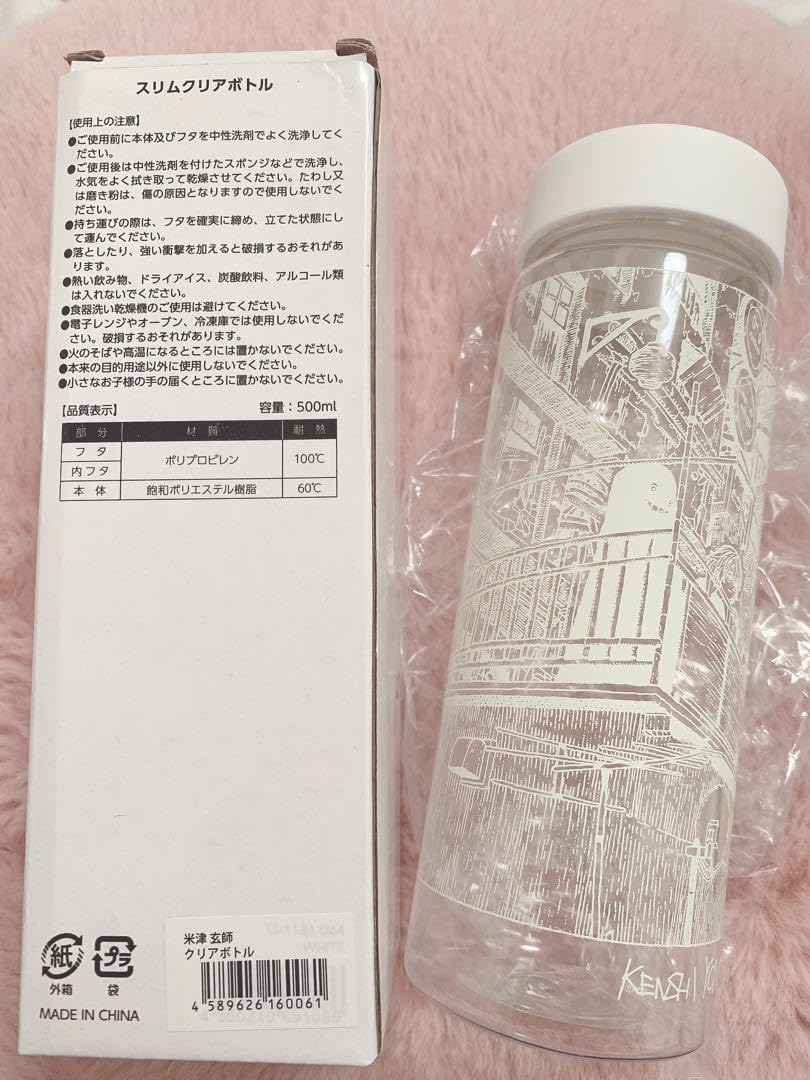 スリムクリアボトル
【使用上の注意】
●ご使用前に本体及びフタを中性洗剤でよく洗浄してく
ださい。
●ご使用後は中性洗剤を付けたスポンジなどで洗浄し、
水気をよく拭き取って乾燥させてください。たわし又
は磨き粉は、傷の原因となりますので使用しないでく
ださい。
●持ち運びの際は、フタを確実に締め、立てた状態にし
て運んでください。
●落としたり、強い衝撃を加えると破損するおそれがあ
ります。
●熱い飲み物、ドライアイス、炭酸飲料、アルコール類
は入れないでください。
●食器洗い乾燥機のご使用は避けてください。
●電子レンジやオーブン、冷凍庫では使用しないでくだ
さい。破損するおそれがあります。
●火のそばや高温になるところには置かないでください。
●本来の目的用途以外に使用しないでください。
●小さなお子様の手の届くところに置かないでください。
【品質表示】 容量：500ml
部分 材質 耐熱
フタ ポリプロピレン 100℃
内フタ
本体 飽和ポリエステル樹脂 60℃
紙 プラ
外箱 袋
MADE IN CHINA
米津 玄師
クリアボトル
4 589626 160061
TS-1181-044
WHITE
KENSHI YO